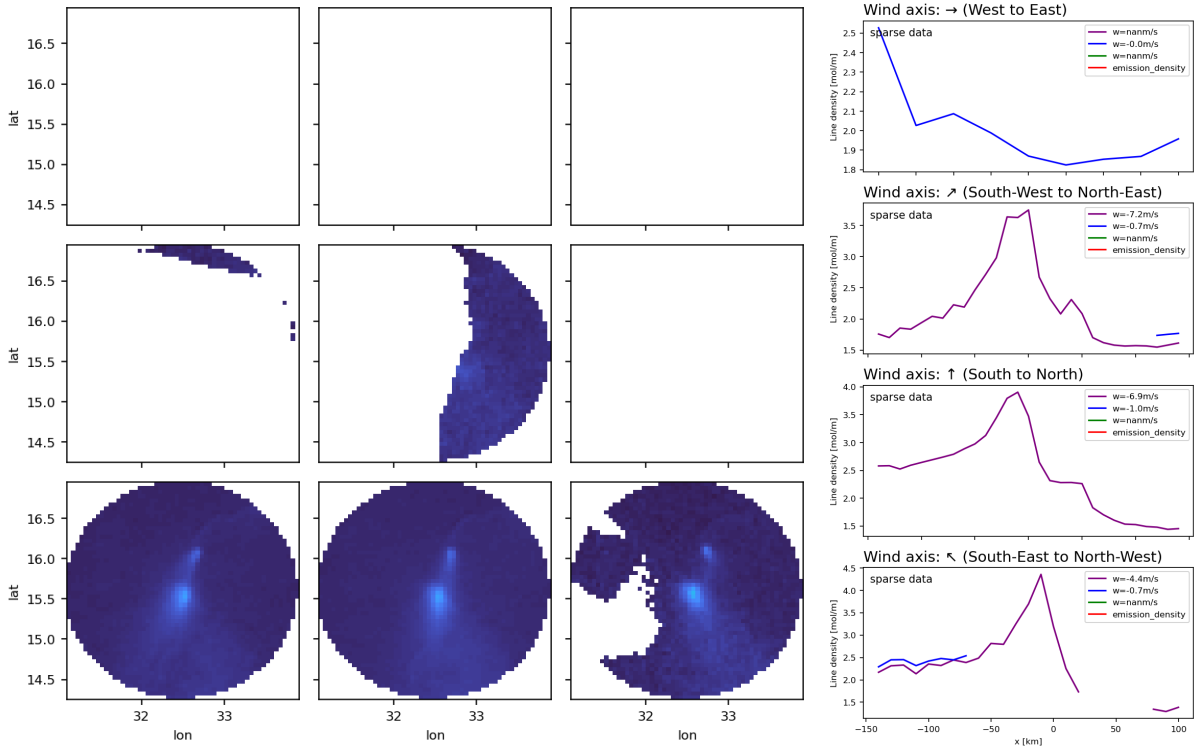 16.5
16.0
15.5
15.0
14.5
lat
16.5
16.0
15.5
15.0
14.5
lat
16.5
16.0
15.5
15.0
14.5
lat
32 33
lon
32 33
lon
32 33
lon
Wind axis: → (West to East)
sparse data
w=nanm/s
w=-0.0m/s
w=nanm/s
emission_density
2.5
2.4
2.3
2.2
2.1
2.0
1.9
1.8
Line density [mol/m]
Wind axis: ↗ (South-West to North-East)
sparse data
w=-7.2m/s
w=-0.7m/s
w=nanm/s
emission_density
3.5
3.0
2.5
2.0
1.5
Line density [mol/m]
Wind axis: ↑ (South to North)
sparse data
w=-6.9m/s
w=-1.0m/s
w=nanm/s
emission_density
4.0
3.5
3.0
2.5
2.0
1.5
Line density [mol/m]
Wind axis: ↖ (South-East to North-West)
sparse data
w=-4.4m/s
w=-0.7m/s
w=nanm/s
emission_density
4.5
4.0
3.5
3.0
2.5
2.0
1.5
Line density [mol/m]
−150 −100 −50 0 50 100
x [km]